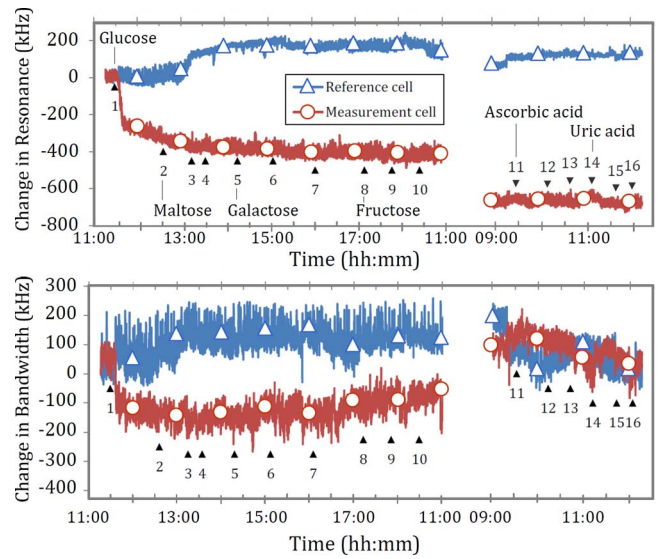 Change in Resonance (kHz)
200
0
-200
-400
-600
-800
Glucose
1
Reference cell
Measurement cell
Ascorbic acid
Uric acid
11 12 13 14 15 16
2 3 4 5 6 7 8 9 10
Maltose Galactose Fructose
11:00 13:00 15:00 17:00 11:00 09:00 11:00
Time (hh:mm)
Change in Bandwidth (kHz)
300
200
100
0
-100
-200
-300
-400
1 2 3 4 5 6 7 8 9 10
11 12 13 14 15 16
11:00 13:00 15:00 17:00 11:00 09:00 11:00
Time (hh:mm)